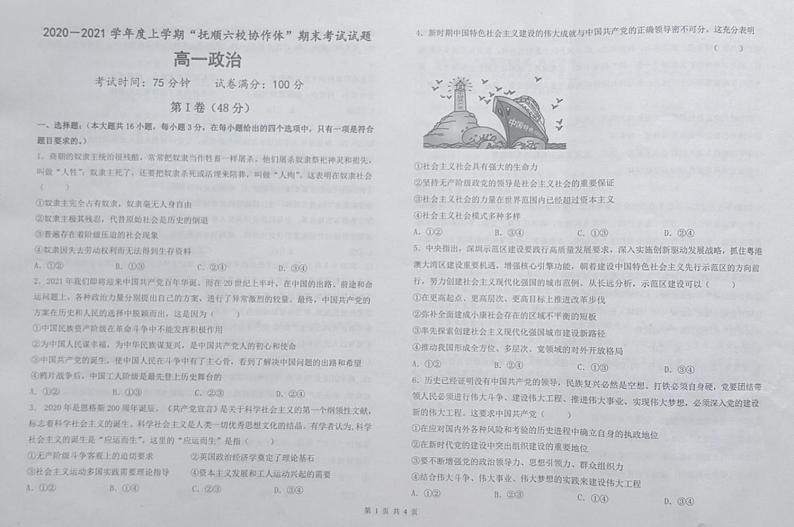 2020－2021学年度上学期“抚顺六校协作体”期末考试试题
高一政治
考试时间：75分钟 试卷满分：100分
第Ⅰ卷（48分）
一、选择题：（本大题共16小题，每小题3分，在每小题给出的四个选项中，只有一项是符合
题目要求的。）
1. 商朝的奴隶主统治很残酷，常常把奴隶当作牲畜一样屠杀。他们屠杀奴隶祭祀神灵和祖先，
叫做“人牲”；奴隶主死了，还要把奴隶杀死或活埋来陪葬，叫做“人殉”。这表明在奴隶社会
（ ）
①奴隶主完全占有奴隶，奴隶毫无人身自由
②奴隶主极其残忍，代替原始社会是历史的倒退
③普遍存在着阶级压迫的社会现象
④奴隶因失去劳动权利而无法得到生存资料
A．①② B．①③ C．②④ D．③④
2. 2021年我们即将迎来中国共产党百年华诞。而在20世纪上半叶，在中国的出路、前途和命
运问题上，各种政治力量分别提出自己的方案，进行了异常激烈的较量。最终，中国共产党的
方案在历史和人民的选择中脱颖而出，这是因为（ ）
①中国民族资产阶级在革命斗争中不能发挥积极作用
②为中国人民谋幸福、为中华民族谋复兴，是中国共产党人的初心和使命
③中国共产党的诞生，使中国人民在斗争中有了主心骨，看到了解决中国问题的出路和希望
④鸦片战争后，中国工人阶级是最先登上历史舞台的
A．①② B．①④ C．②③ D．③④
3. 2020年是恩格斯200周年诞辰，《共产党宣言》是关于科学社会主义的第一个纲领性文献，
标志着科学社会主义的诞生。科学社会主义是人类一切优秀思想文化的结晶。有学者认为,科学
社会主义的诞生是“应运而生”，这里的“应运而生”是指（ ）
①无产阶级斗争客观上的迫切要求 ②英国政治经济学奠定了理论基石
③社会主义运动多国实践需要理论指导 ④资本主义发展和工人运动兴起的需要
A．①② B．①④ C．②③ D．③④
4. 新时期中国特色社会主义建设的伟大成就与中国共产党的正确领导密不可分，这充分表明
（ ）
中国特色
①社会主义社会具有强大的生命力
②坚持无产阶级政党的领导是社会主义的重要保证
③社会主义社会的力量在世界范围内已经超过资本主义
④社会主义社会模式多种多样
A．①② B．①③ C．②④ D．③④
5. 中央指出，深圳示范区建设要践行高质量发展要求，深入实施创新驱动发展战略，抓住粤港
澳大湾区建设重要机遇，增强核心引擎功能，朝着建设中国特色社会主义先行示范区的方向前
行，努力创建社会主义现代化强国的城市范例。从长远分析，示范区建设可以（ ）
①在更高起点、更高层次、更高目标上推进改革步伐
②弥补全面建成小康社会存在的区域不平衡的短板
③率先探索创建社会主义现代化强国城市建设新路径
④推动我国形成全方位、多层次、宽领域的对外开放格局
A．①② B．①③ C．②④ D．③④
6. 历史已经证明没有中国共产党的领导，民族复兴必然是空想。打铁必须自身硬，党要团结带
领人民必须进行伟大斗争、建设伟大工程、推进伟大事业、实现伟大梦想，必须深入党的建设
新的伟大工程。这要求中国共产党（ ）
①在应对国内外各种风险和考验的历史进程中确立自身的执政地位
②在新时代党的建设中突出组织建设的重要地位
③要不断增强党的政治领导力、思想引领力、群众组织力
④结合伟大斗争、伟大事业、伟大梦想的实践来建设伟大工程
A．①② B．①③ C．②④ D．③④
第 1 页 共 4 页